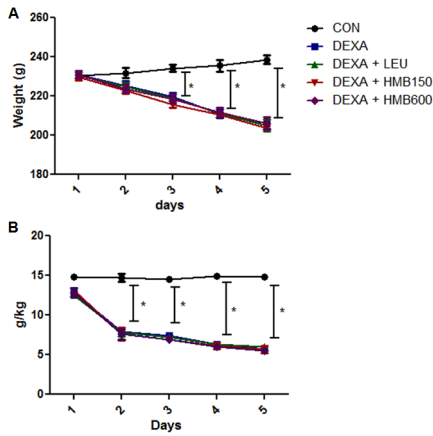 A
Weight (g)
260
240
220
200
180
* * *
1 2 3 4 5
days
CON
DEXA
DEXA + LEU
DEXA + HMB150
DEXA + HMB600
B
g/kg
20
15
10
5
0
* * * *
1 2 3 4 5
Days